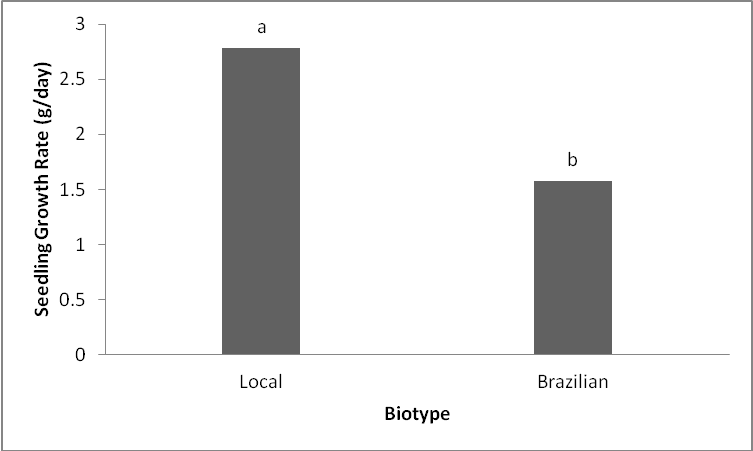 Seedling Growth Rate (g/day)
3
2.5
2
1.5
1
0.5
0
a
b
Local
Brazilian
Biotype